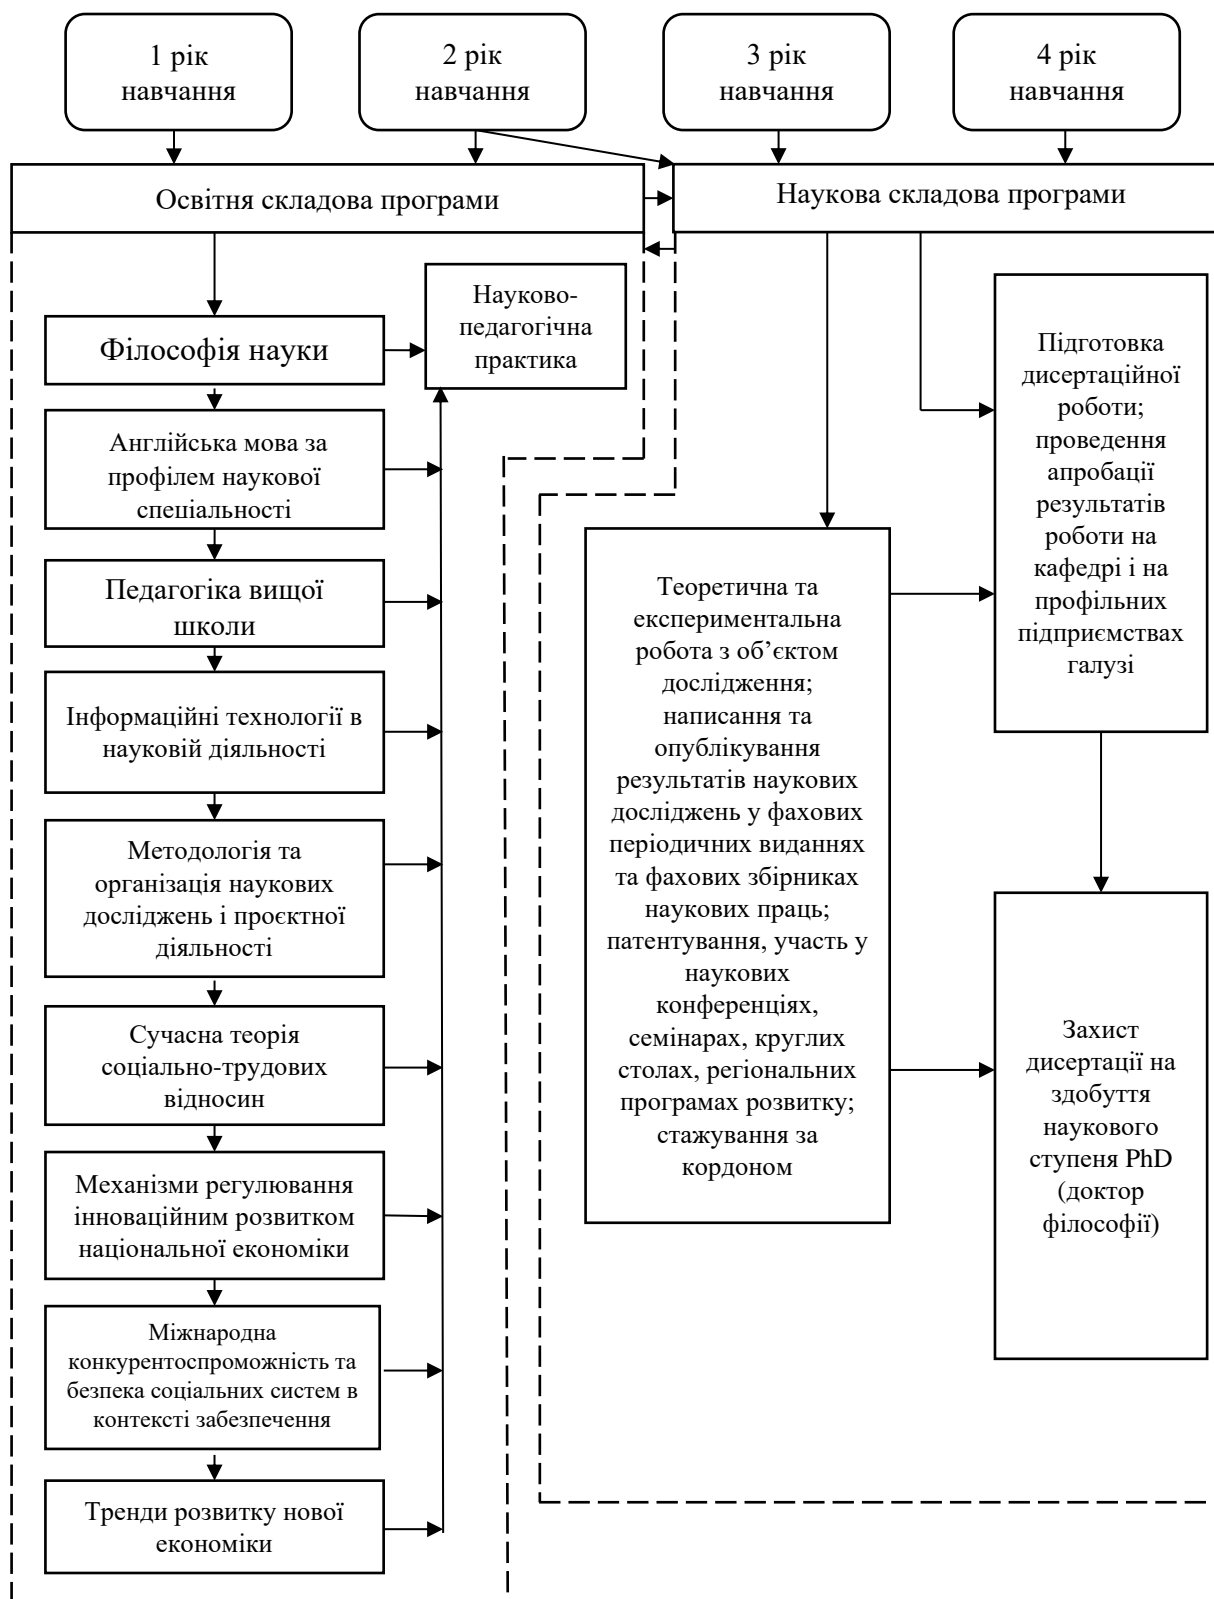 1 рік
навчання
2 рік
навчання
3 рік
навчання
4 рік
навчання
Освітня складова програми
Наукова складова програми
Науково-
педагогічна
практика
Філософія науки
Англійська мова за
профілем наукової
спеціальності
Педагогіка вищої
школи
Інформаційні технології в
науковій діяльності
Методологія та
організація наукових
досліджень і проєктної
діяльності
Сучасна теорія
соціально-трудових
відносин
Механізми регулювання
інноваційним розвитком
національної економіки
Міжнародна
конкурентоспроможність та
безпека соціальних систем в
контексті забезпечення
Тренди розвитку нової
економіки
Теоретична та
експериментальна
робота з об’єктом
дослідження;
написання та
опублікування
результатів наукових
досліджень у фахових
періодичних виданнях
та фахових збірниках
наукових праць;
патентування, участь у
наукових
конференціях,
семінарах, круглих
столах, регіональних
програмах розвитку;
стажування за
кордоном
Підготовка
дисертаційної
роботи;
проведення
апробації
результатів
роботи на
кафедрі і на
профільних
підприємствах
галузі
Захист
дисертації на
здобуття
наукового
ступеня PhD
(доктор
філософії)